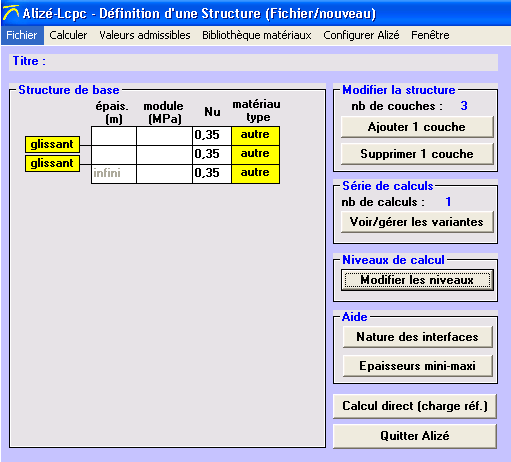 Alizé-Lcpc - Définition d'une Structure (Fichier/nouveau)
Fichier Calculer Valeurs admissibles Bibliothèque matériaux Configurer Alizé Fenêtre
Titre :
Structure de base
épais. (m) module (MPa) Nu matériau type
0,35 autre
glissant
0,35 autre
glissant
infini 0,35 autre
Modifier la structure
nb de couches : 3
Ajouter 1 couche
Supprimer 1 couche
Série de calculs
nb de calculs : 1
Voir/gérer les variantes
Niveaux de calcul
Modifier les niveaux
Aide
Nature des interfaces
Epaisseurs mini-maxi
Calcul direct (charge réf.)
Quitter Alizé